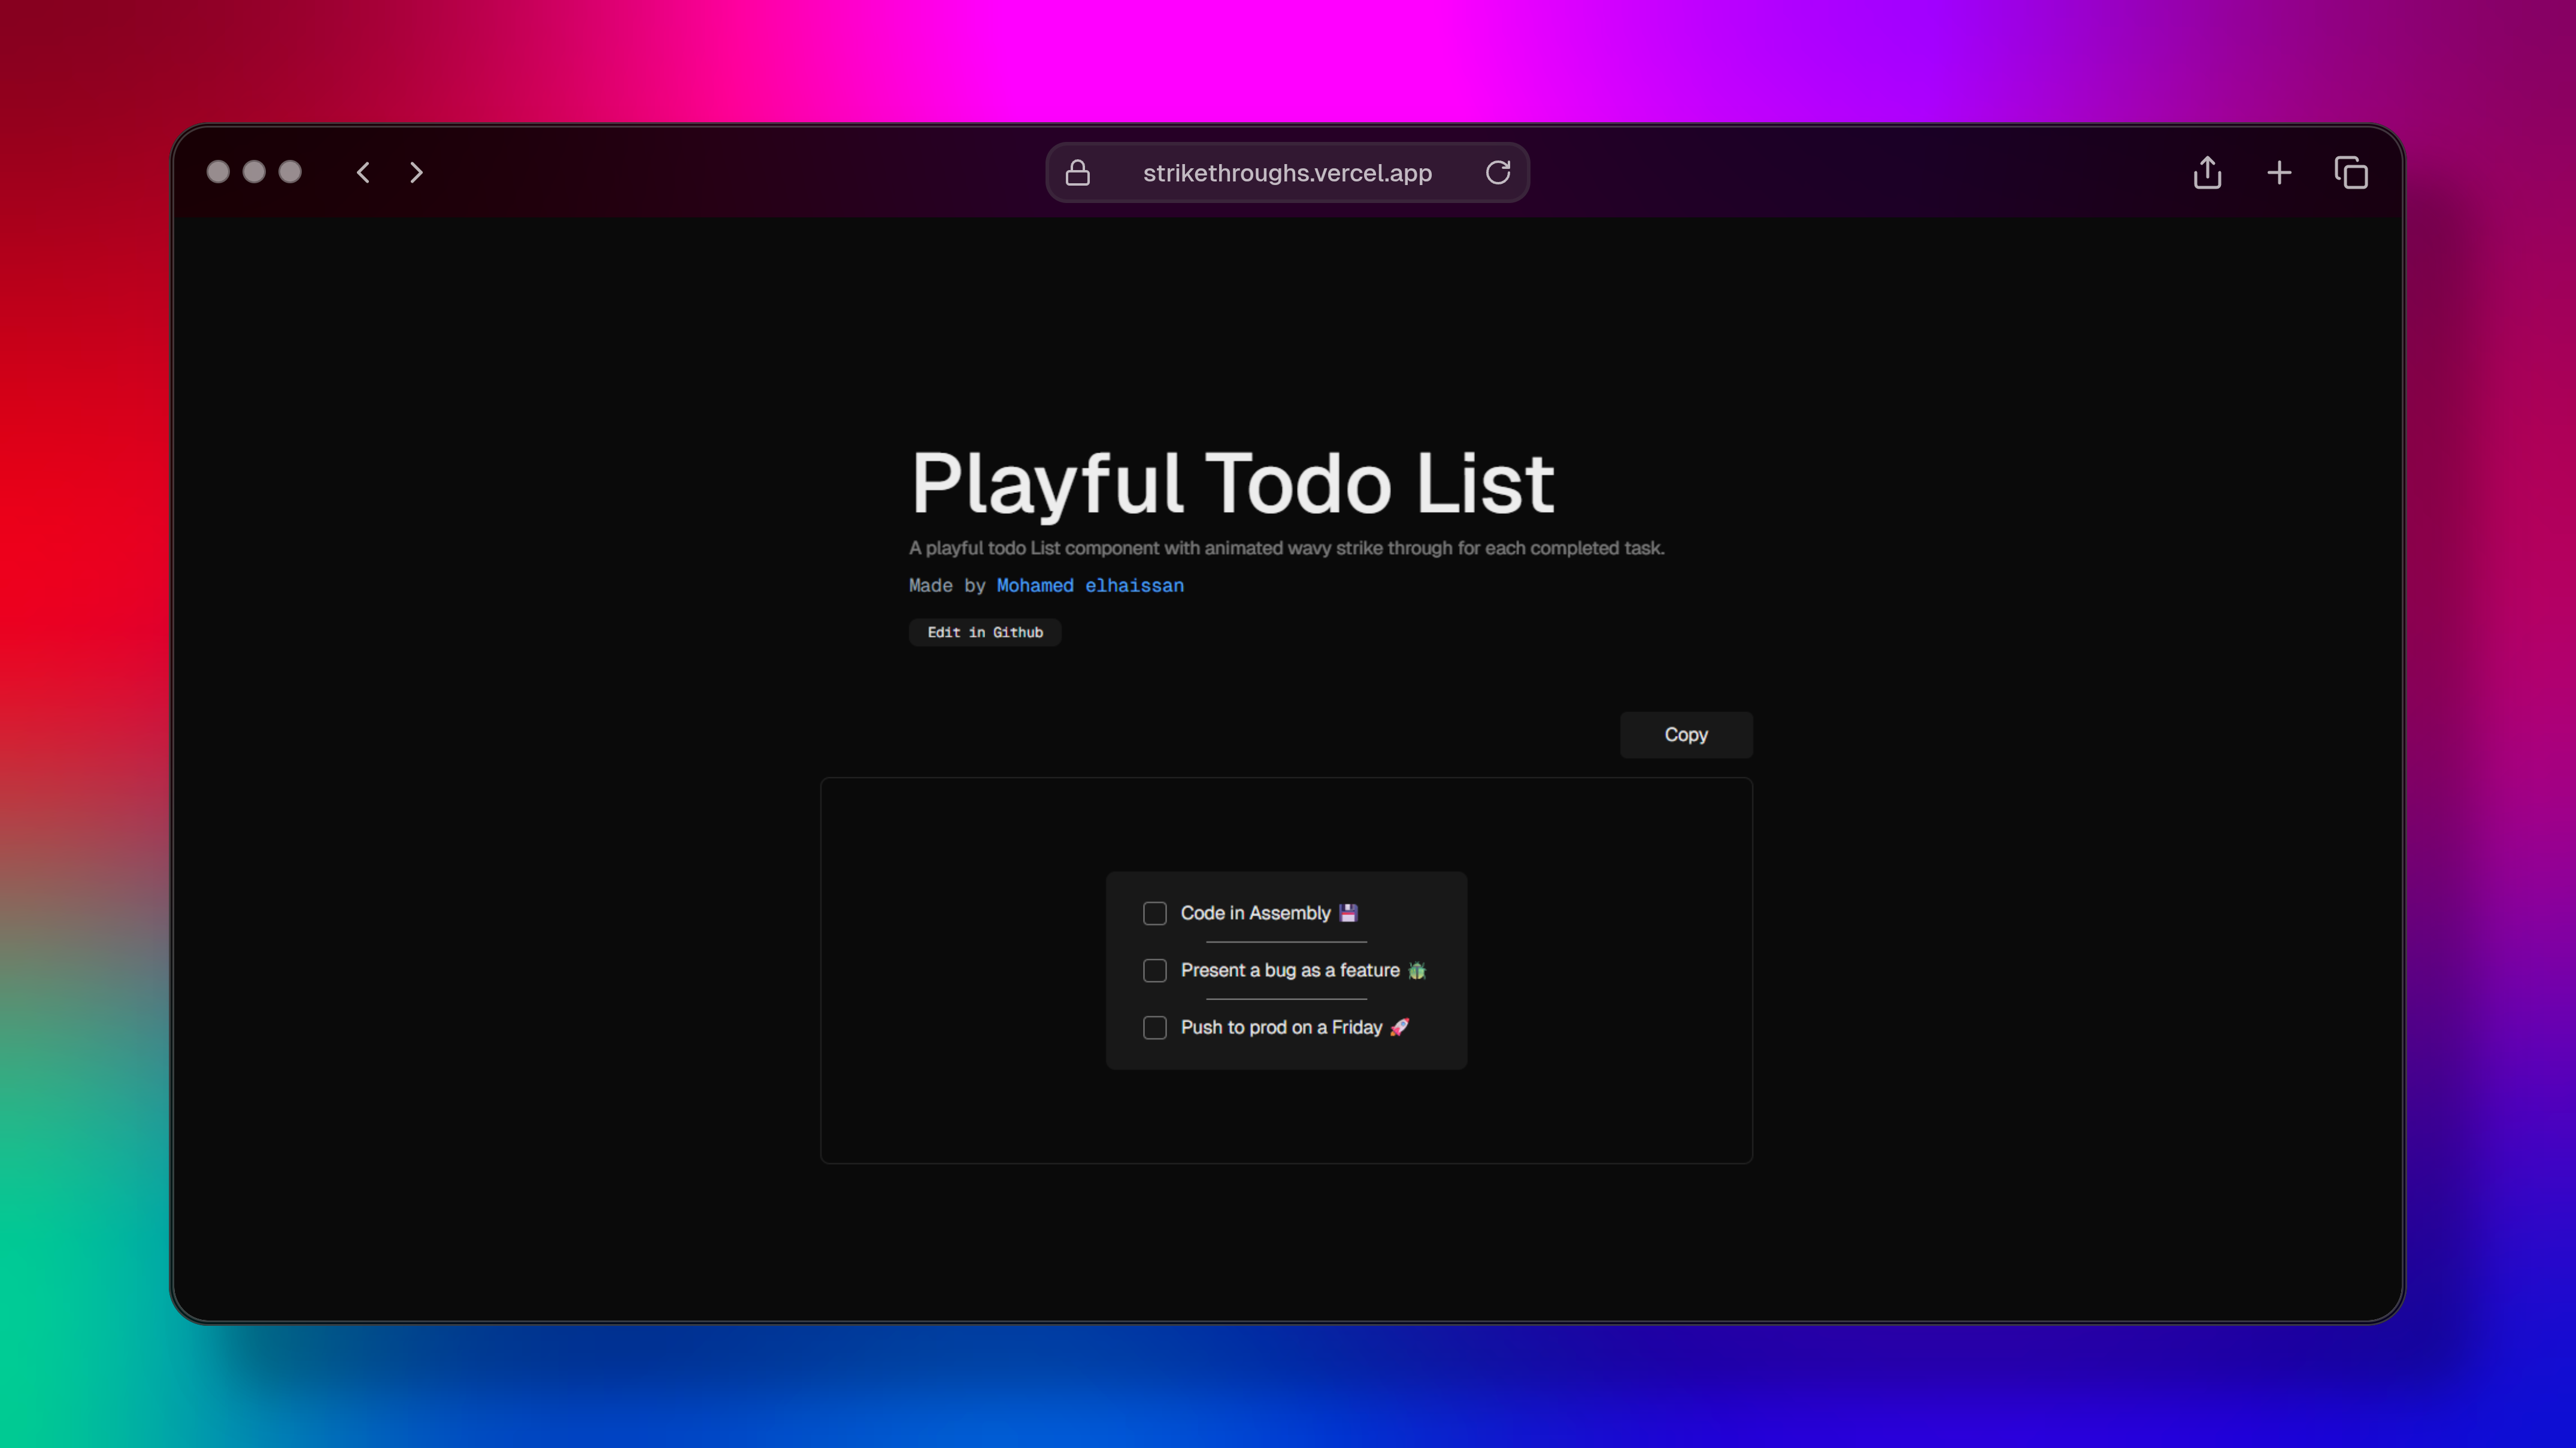 strikethroughs.vercel.app
Playful Todo List
A playful todo List component with animated wavy strike through for each completed task.
Made by Mohamed elhaissan
Edit in Github
Copy
Code in Assembly 💾
Present a bug as a feature 🪲
Push to prod on a Friday 🚀